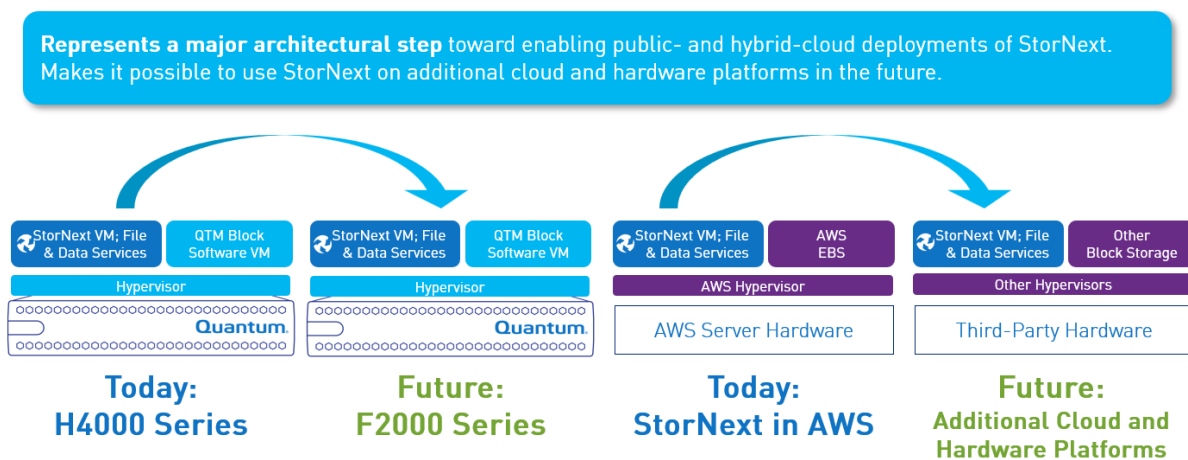 Represents a major architectural step toward enabling public- and hybrid-cloud deployments of StorNext.
Makes it possible to use StorNext on additional cloud and hardware platforms in the future.
StorNext VM; File
& Data Services
QTM Block
Software VM
Hypervisor
Quantum.
Today:
H4000 Series
StorNext VM; File
& Data Services
QTM Block
Software VM
Hypervisor
Quantum.
Future:
F2000 Series
StorNext VM; File
& Data Services
AWS
EBS
AWS Hypervisor
AWS Server Hardware
Today:
StorNext in AWS
StorNext VM; File
& Data Services
Other
Block Storage
Other Hypervisors
Third-Party Hardware
Future:
Additional Cloud and
Hardware Platforms